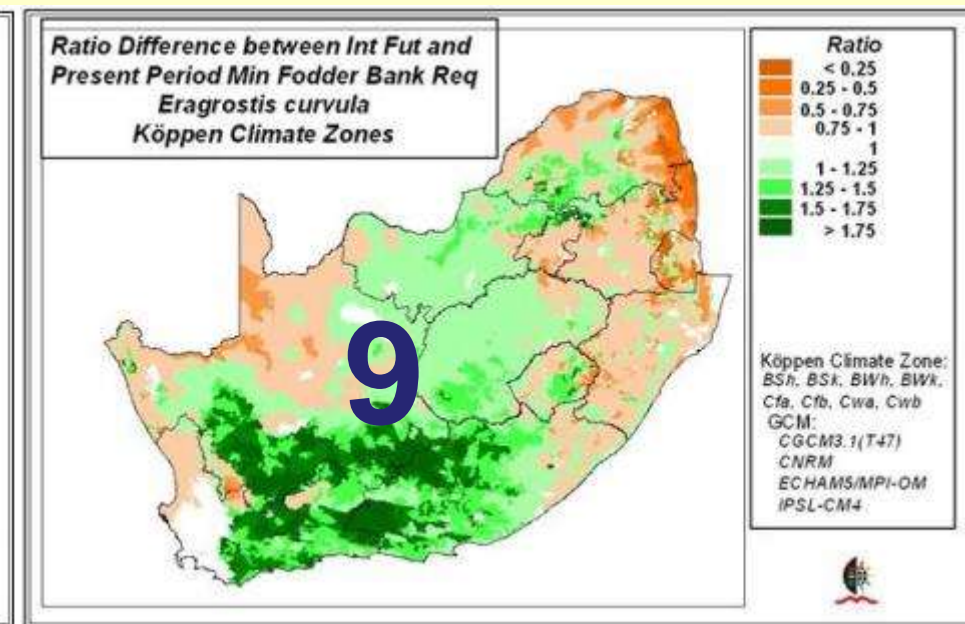 Ratio Difference between Int Fut and
Present Period Min Fodder Bank Req
Eragrostis curvula
Köppen Climate Zones
9
Ratio
< 0.25
0.25 - 0.5
0.5 - 0.75
0.75 - 1
1
1 - 1.25
1.25 - 1.5
1.5 - 1.75
> 1.75
Köppen Climate Zone:
BSh, BSk, BWh, BWk,
Cfa, Cfb, Cwa, Cwb
GCM:
CGCM3.1(T47)
CNRM
ECHAM5/MPI-OM
IPSL-CM4